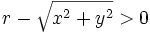 r − √(x² + y²) > 0